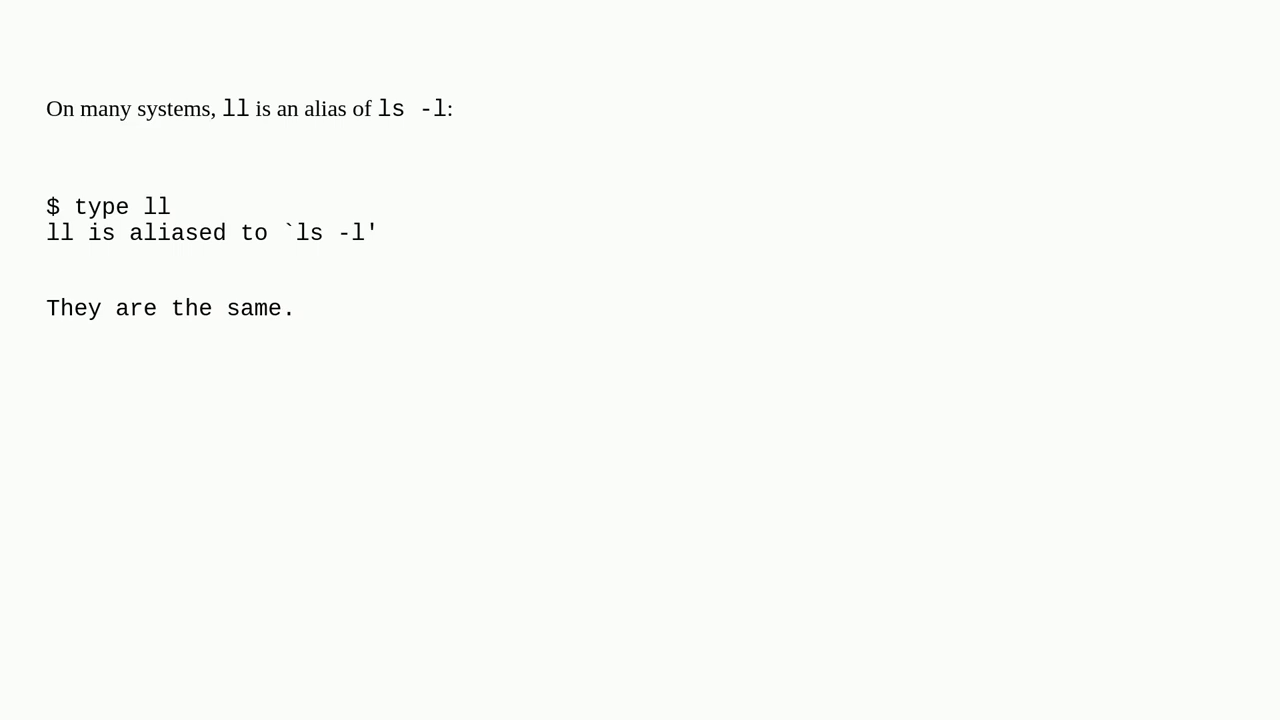 On many systems, ll is an alias of ls -l:
$ type ll
ll is aliased to `ls -l'
They are the same.